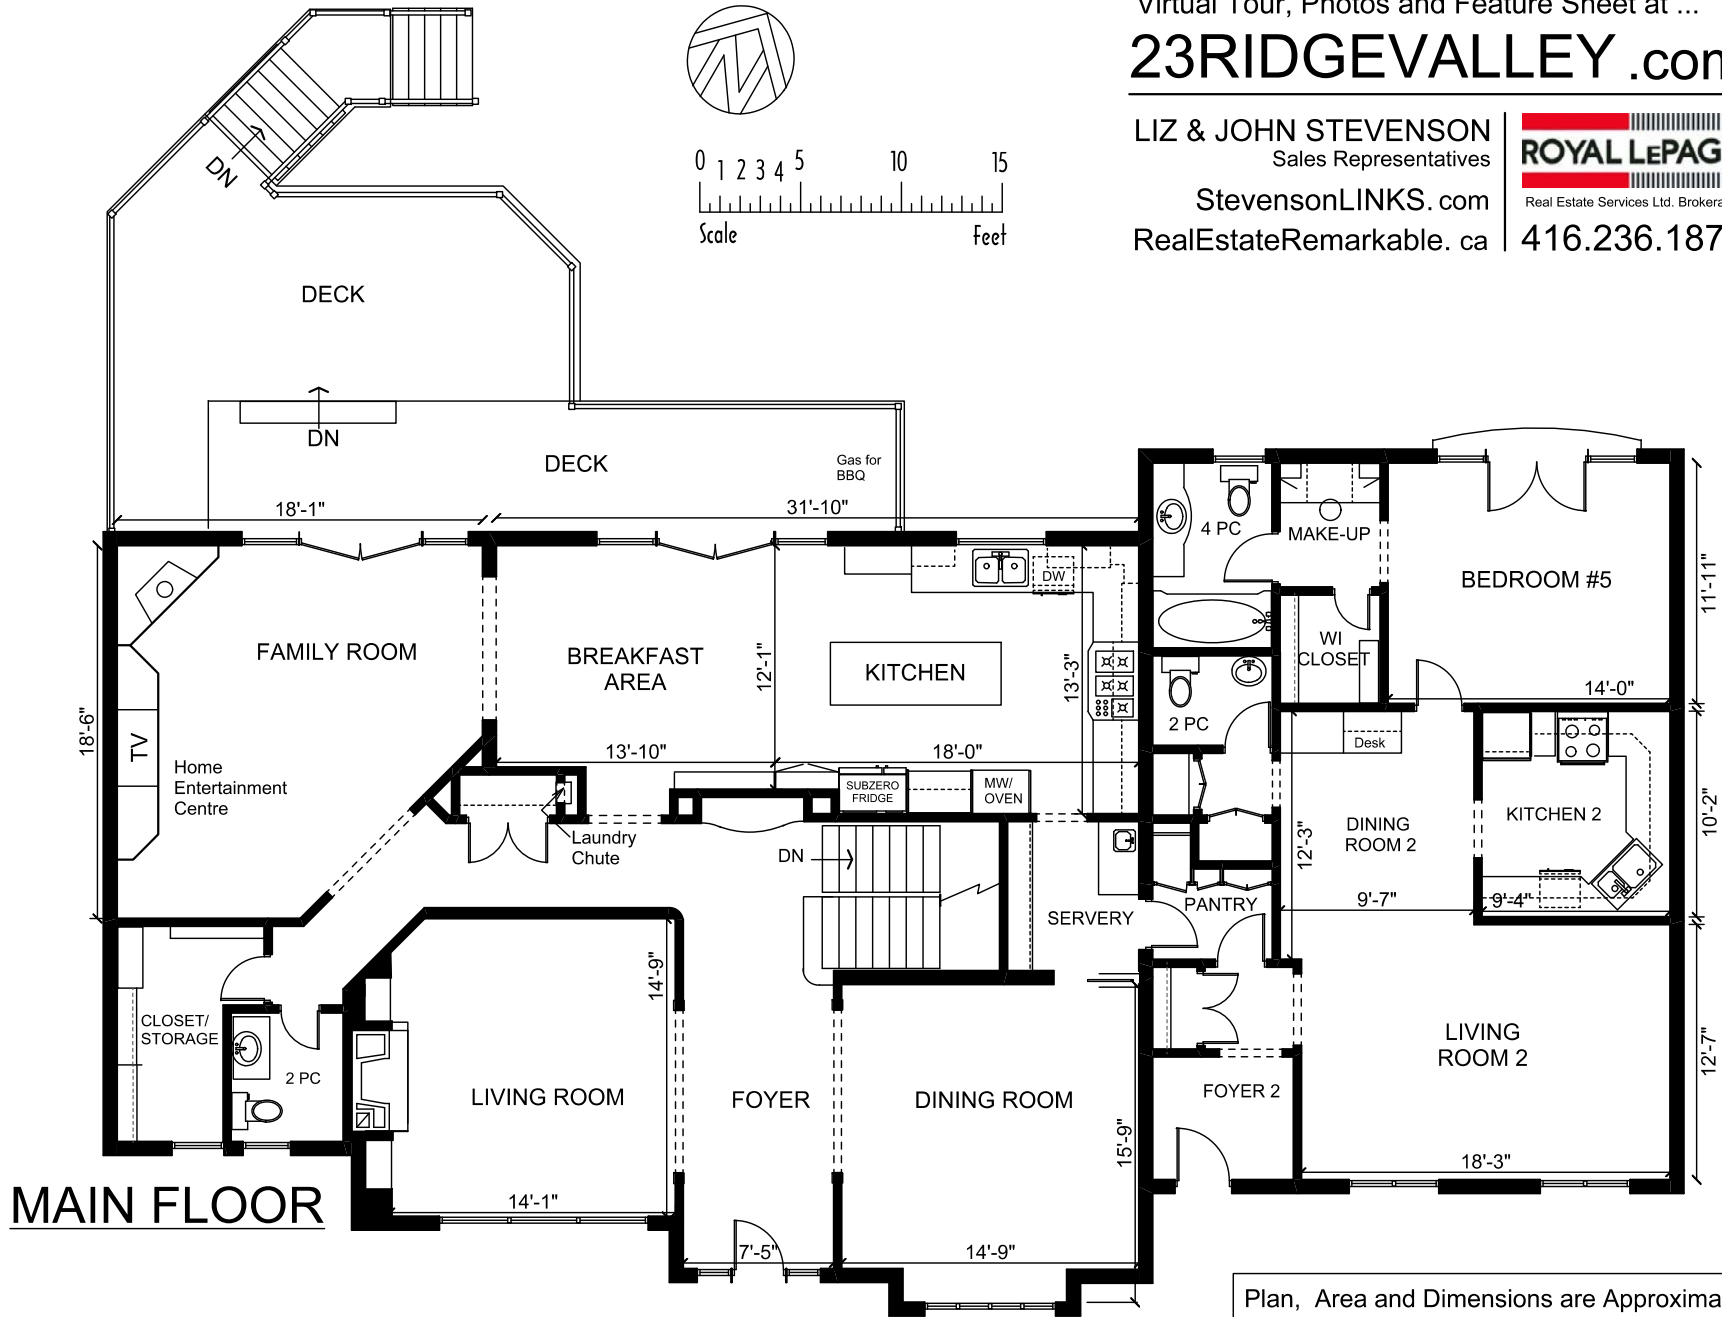 Virtual Tour, Photos and Feature Sheet at ...
23RIDGEVALLEY .com
LIZ & JOHN STEVENSON
Sales Representatives
StevensonLINKS. com
RealEstateRemarkable. ca
ROYAL LEPAG
Real Estate Services Ltd. Brokera
416.236.187
0 1 2 3 4 5 10 15
Scale Feet
DN
DECK
DN
DECK
Gas for
BBQ
18'-1"
31'-10"
4 PC
MAKE-UP
BEDROOM #5
11'-11"
FAMILY ROOM
BREAKFAST
AREA
12'-1"
KITCHEN
DW
13'-3"
WI
CLOSET
14'-0"
18'-6"
TV
Home
Entertainment
Centre
13'-10"
18'-0"
2 PC
Desk
SUBZERO
FRIDGE
MW/
OVEN
Laundry
Chute
DN
12'-3"
DINING
ROOM 2
KITCHEN 2
10'-2"
9'-7"
9'-4"
SERVERY
PANTRY
CLOSET/
STORAGE
2 PC
14'-9"
LIVING ROOM
FOYER
DINING ROOM
15'-9"
FOYER 2
LIVING
ROOM 2
12'-7"
18'-3"
14'-1"
7'-5"
14'-9"
MAIN FLOOR
Plan, Area and Dimensions are Approxima